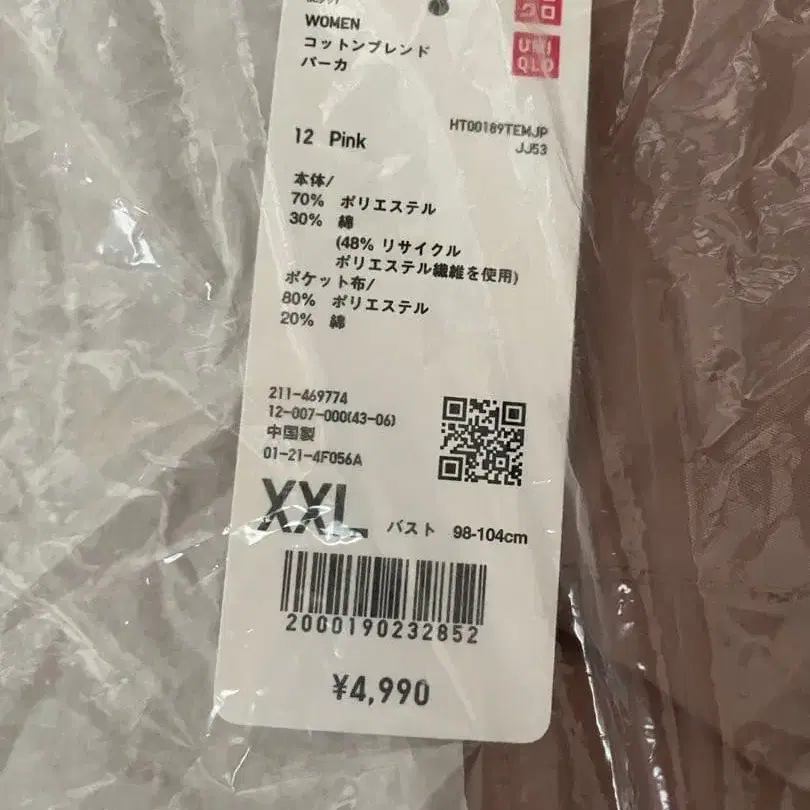 WOMEN
コットンブレンド
パーカ
クロ
UNI
QLO
12 Pink
HT00189TEMJP
JJ53
本体/
70% ポリエステル
30% 綿
(48% リサイクル
ポリエステル繊維を使用)
ポケット布/
80% ポリエステル
20% 綿
211-469774
12-007-000(43-06)
中国製
01-21-4F056A
XXL バスト 98-104cm
2000190232852
¥4,990